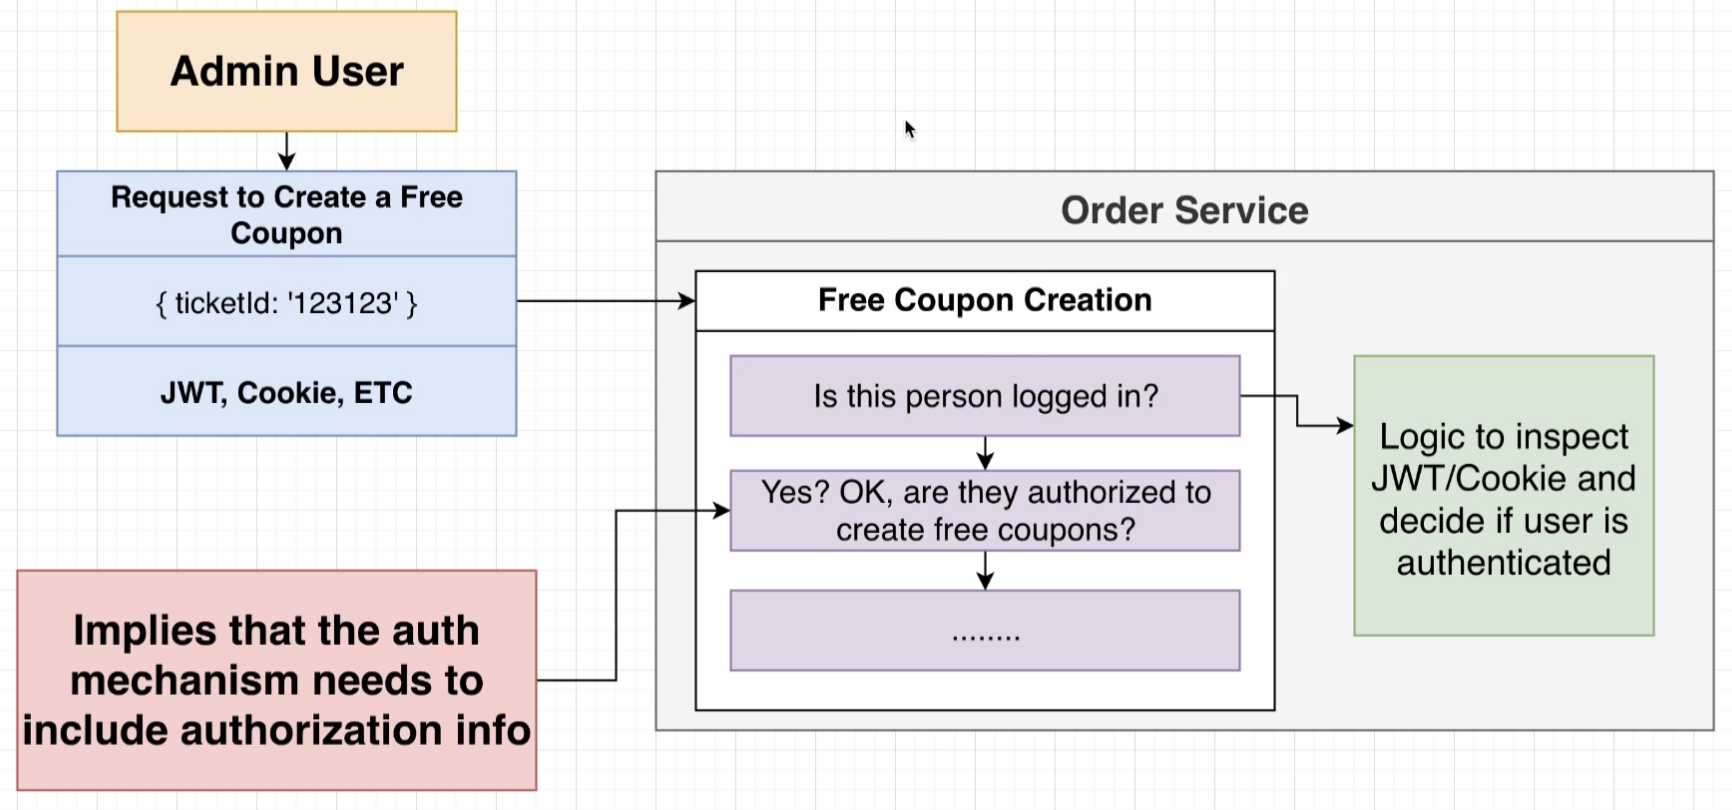 Admin User
Request to Create a Free
Coupon
{ ticketId: '123123' }
JWT, Cookie, ETC
Order Service
Free Coupon Creation
Is this person logged in?
Yes? OK, are they authorized to
create free coupons?
........
Logic to inspect
JWT/Cookie and
decide if user is
authenticated
Implies that the auth
mechanism needs to
include authorization info